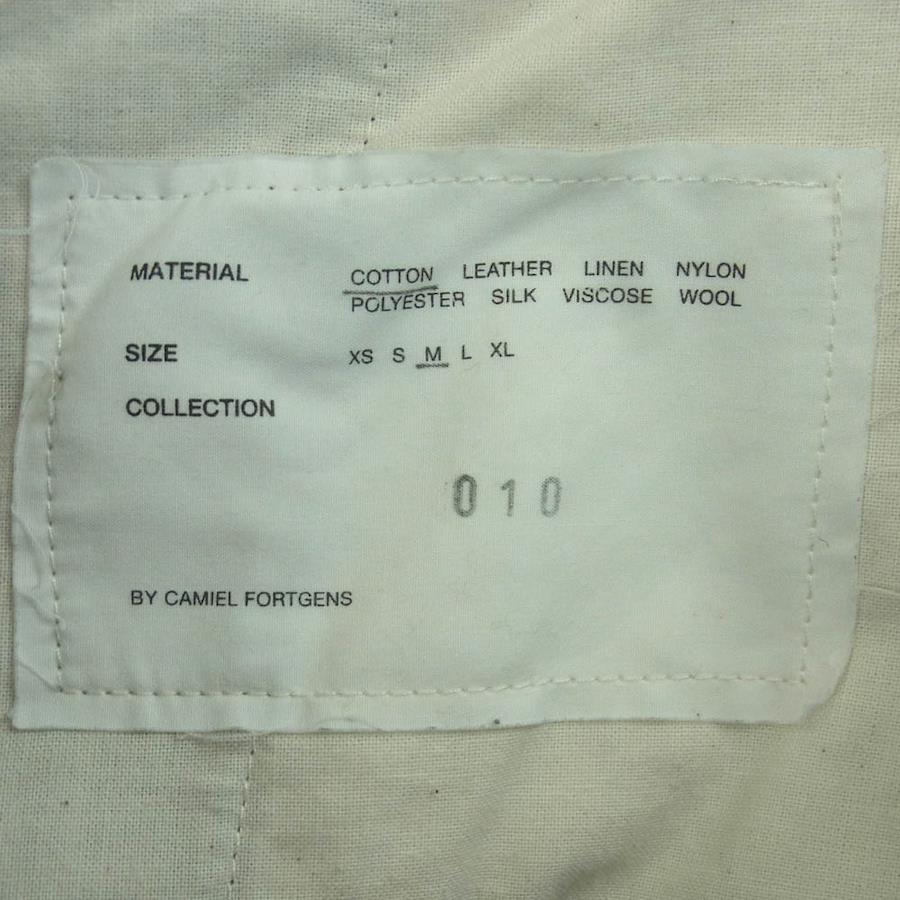 MATERIAL COTTON LEATHER LINEN NYLON
POLYESTER SILK VISCOSE WOOL
SIZE XS S M L XL
COLLECTION
010
BY CAMIEL FORTGENS